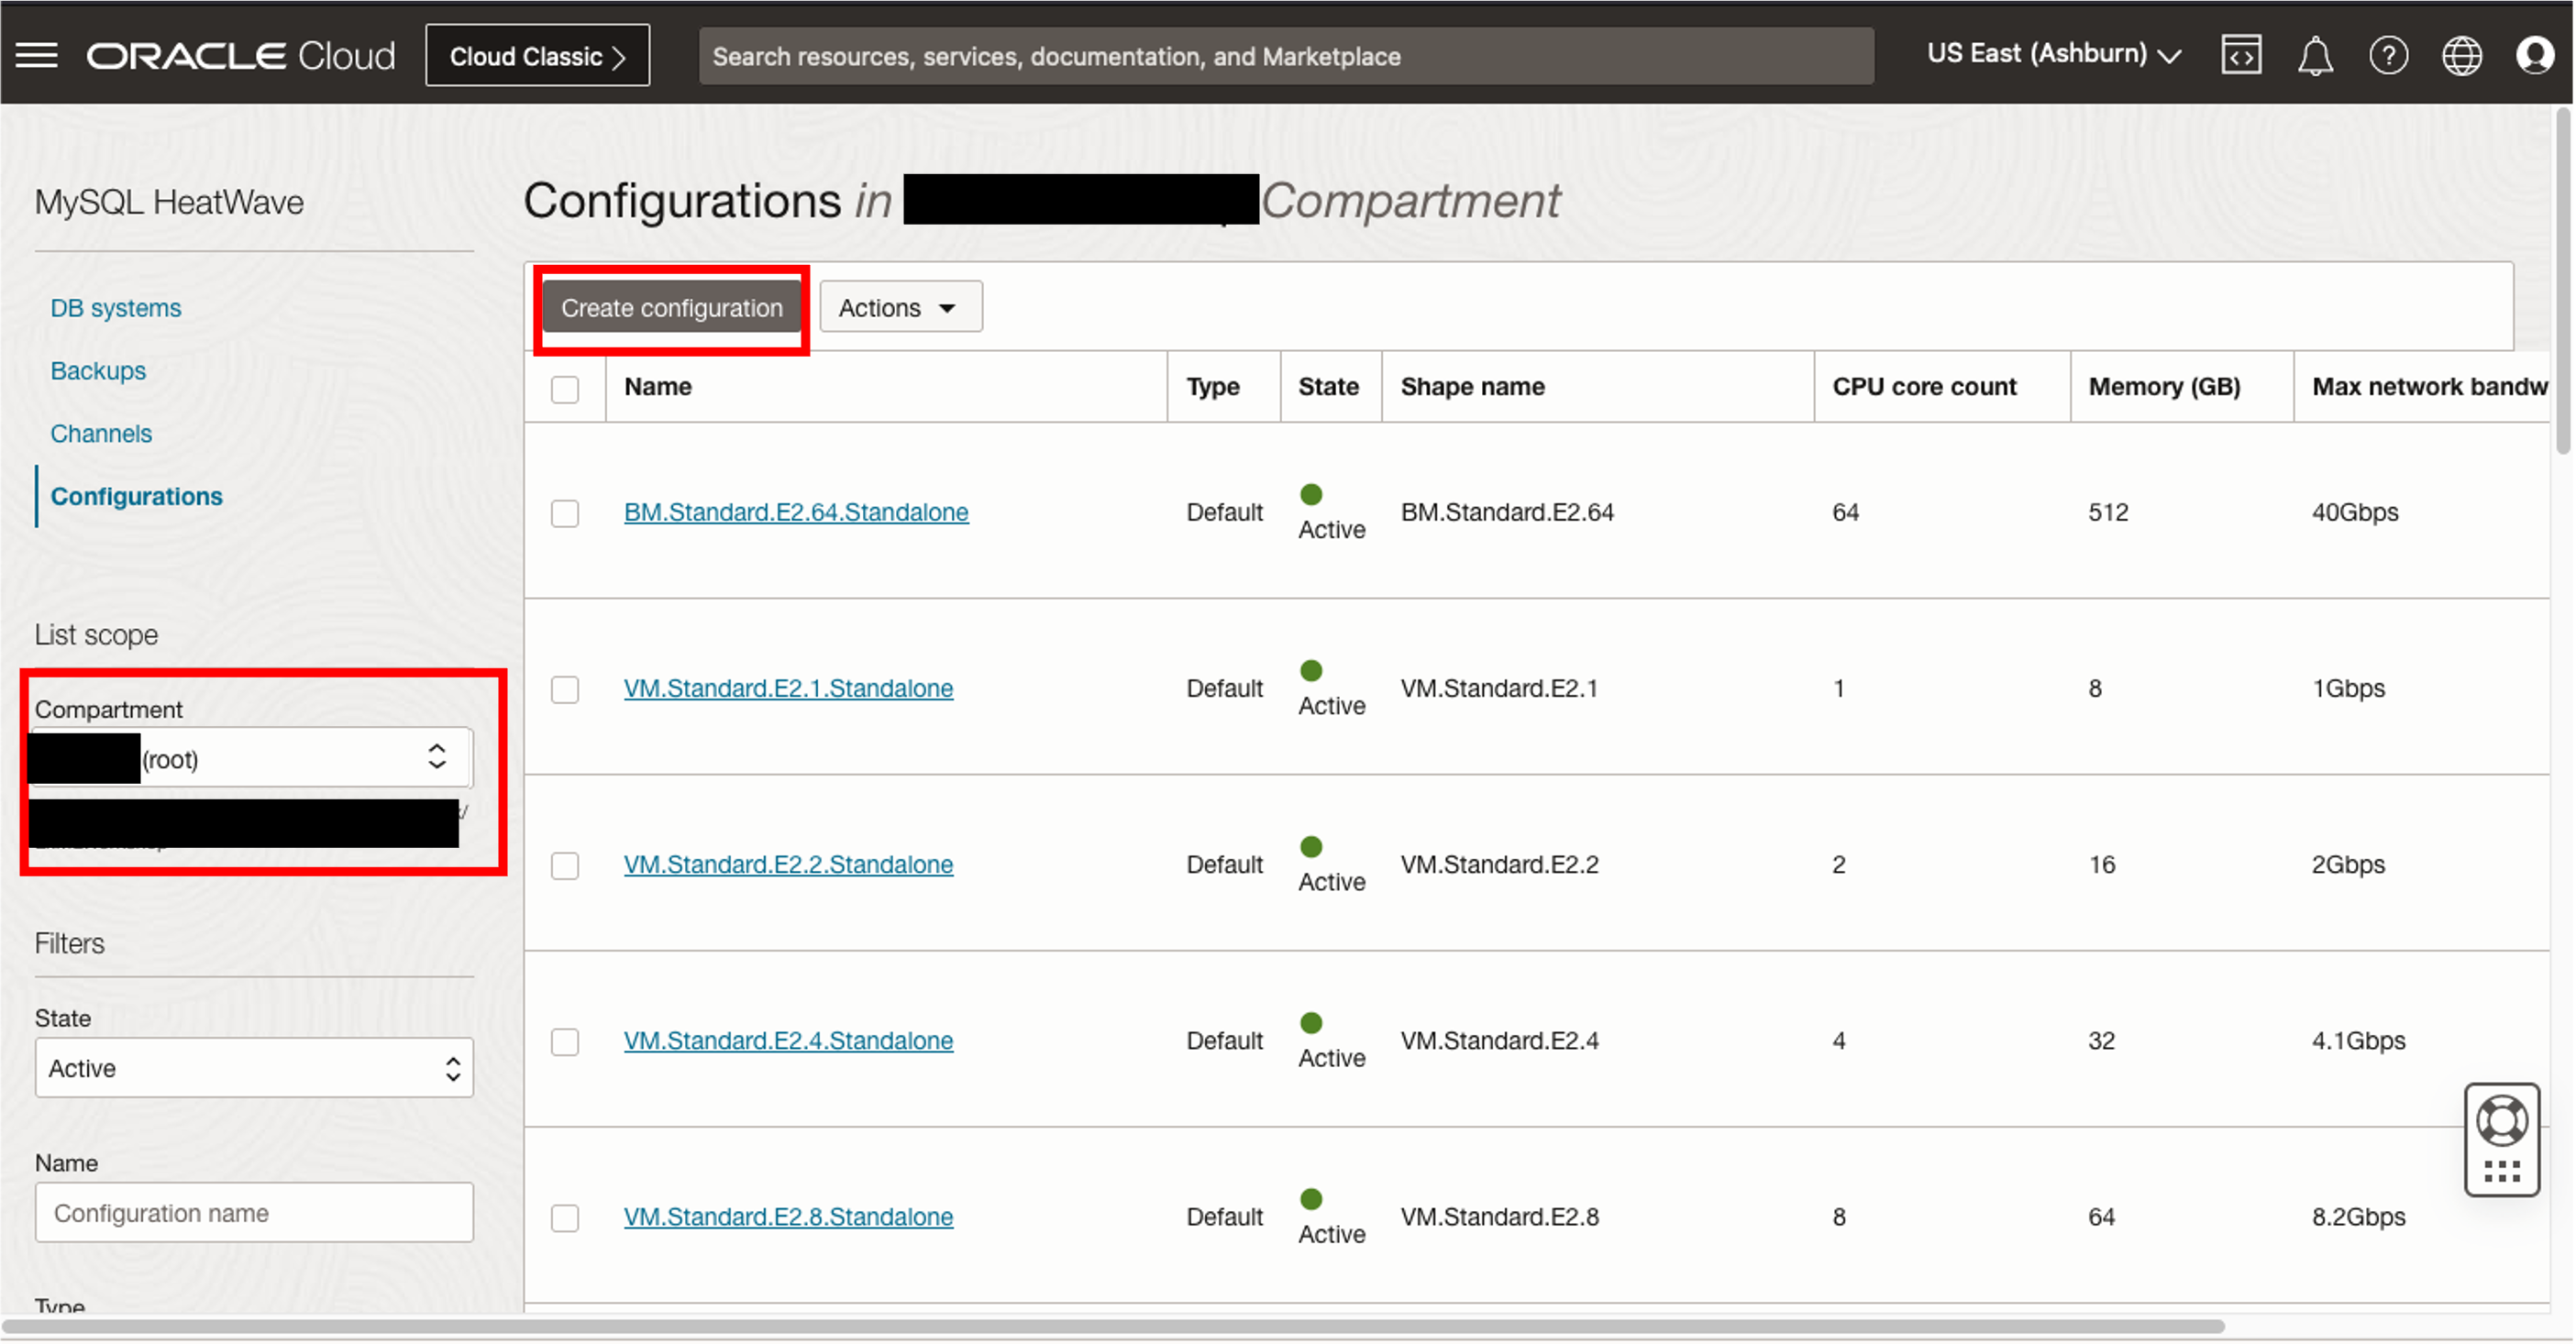 ORACLE Cloud
Cloud Classic
Search resources, services, documentation, and Marketplace
US East (Ashburn)
MySQL HeatWave
DB systems
Backups
Channels
Configurations
List scope
Compartment
(root)
/
Filters
State
Active
Name
Configuration name
Type
Configurations in Compartment
Create configuration
Actions
Name Type State Shape name CPU core count Memory (GB) Max network bandw
BM.Standard.E2.64.Standalone Default Active BM.Standard.E2.64 64 512 40Gbps
VM.Standard.E2.1.Standalone Default Active VM.Standard.E2.1 1 8 1Gbps
VM.Standard.E2.2.Standalone Default Active VM.Standard.E2.2 2 16 2Gbps
VM.Standard.E2.4.Standalone Default Active VM.Standard.E2.4 4 32 4.1Gbps
VM.Standard.E2.8.Standalone Default Active VM.Standard.E2.8 8 64 8.2Gbps